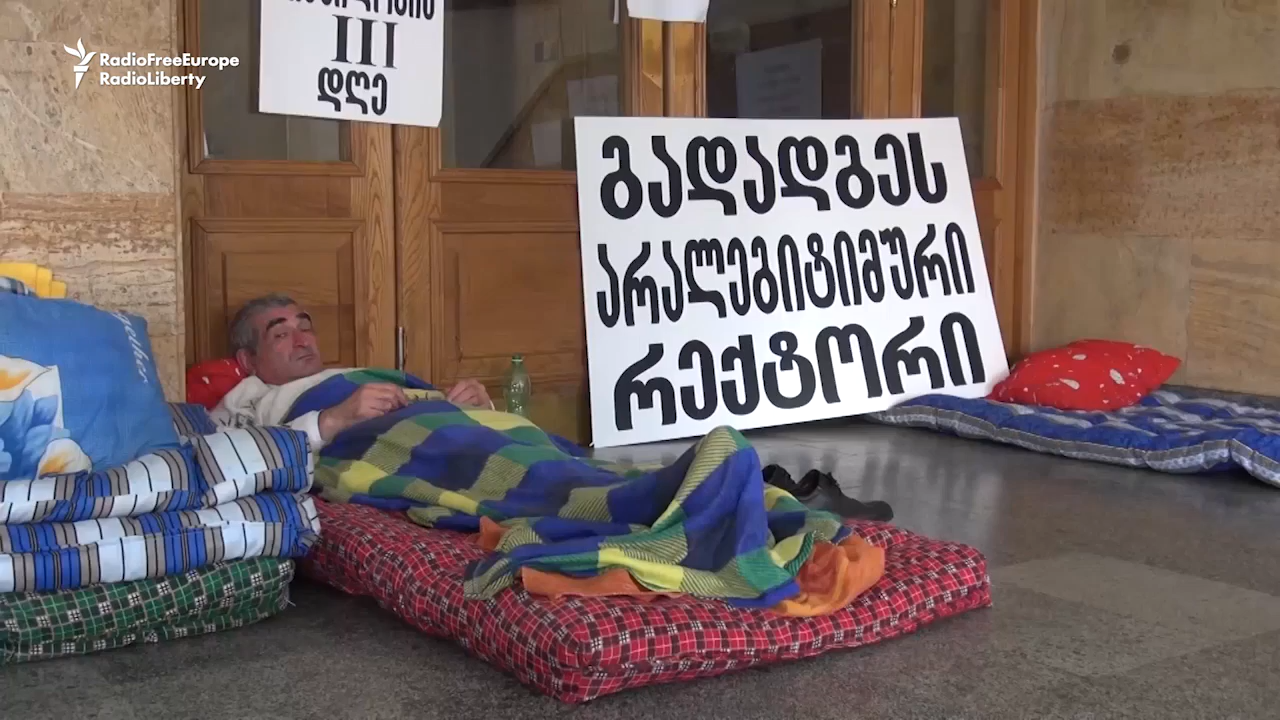 RadioFreeEurope
RadioLiberty
III
დღე
გადადგეს
არალეგიტიმური
რექტორი